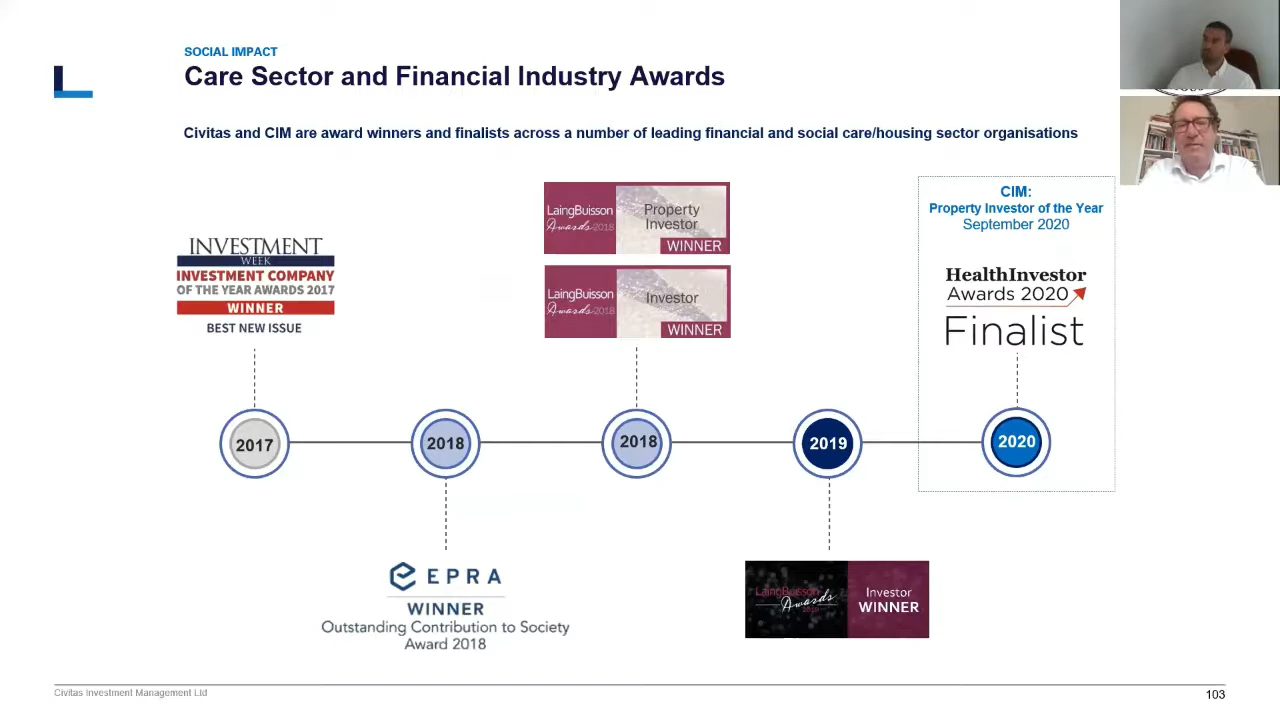 SOCIAL IMPACT
Care Sector and Financial Industry Awards
Civitas and CIM are award winners and finalists across a number of leading financial and social care/housing sector organisations
INVESTMENT
WEEK
INVESTMENT COMPANY
OF THE YEAR AWARDS 2017
WINNER
BEST NEW ISSUE
LaingBuisson
Awards 2018
Property
Investor
WINNER
LaingBuisson
Awards 2018
Investor
WINNER
CIM:
Property Investor of the Year
September 2020
HealthInvestor
Awards 2020
Finalist
2017
2018
2018
2019
2020
EPRA
WINNER
Outstanding Contribution to Society
Award 2018
LaingBuisson
Awards
2019
Investor
WINNER
Civitas Investment Management Ltd
103